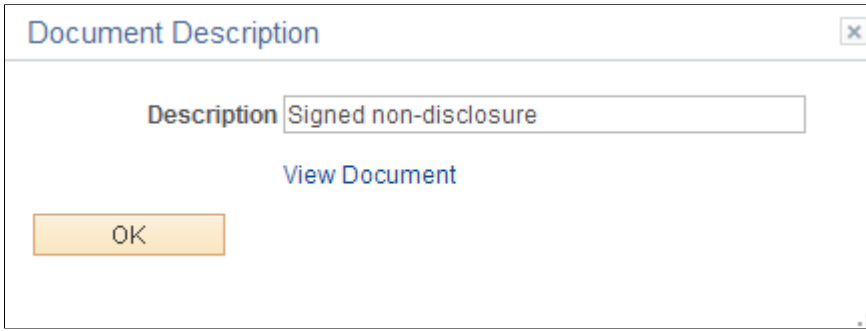 Document Description
Description Signed non-disclosure
View Document
OK